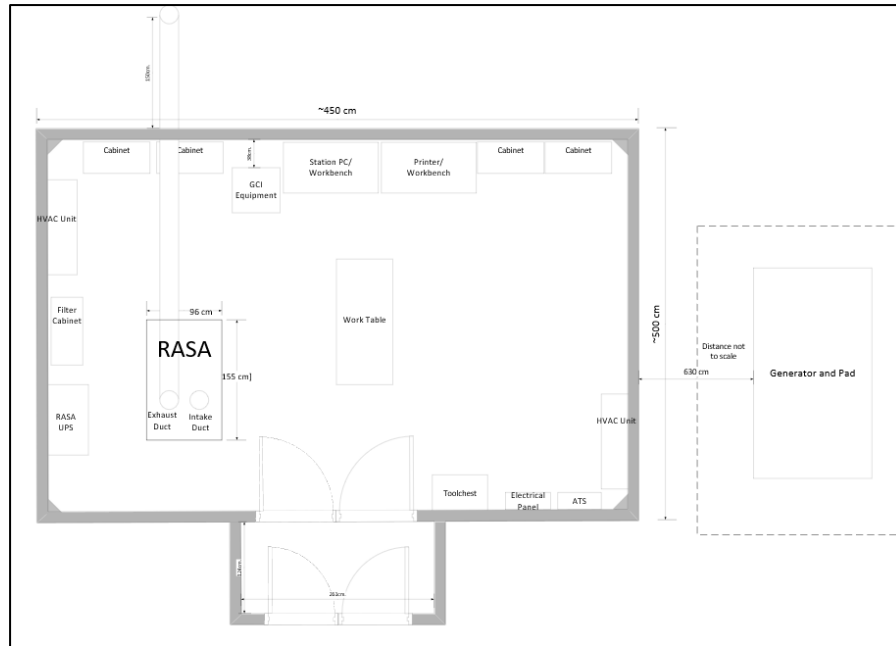 ~450 cm
Cabinet
Cabinet
Station PC/
Workbench
Printer/
Workbench
Cabinet
Cabinet
GCI
Equipment
HVAC Unit
Filter
Cabinet
96 cm
Work Table
~500 cm
RASA
155 cm]
Distance not
to scale
630 cm
Generator and Pad
RASA
UPS
Exhaust
Duct
Intake
Duct
HVAC Unit
Toolchest
Electrical
Panel
ATS